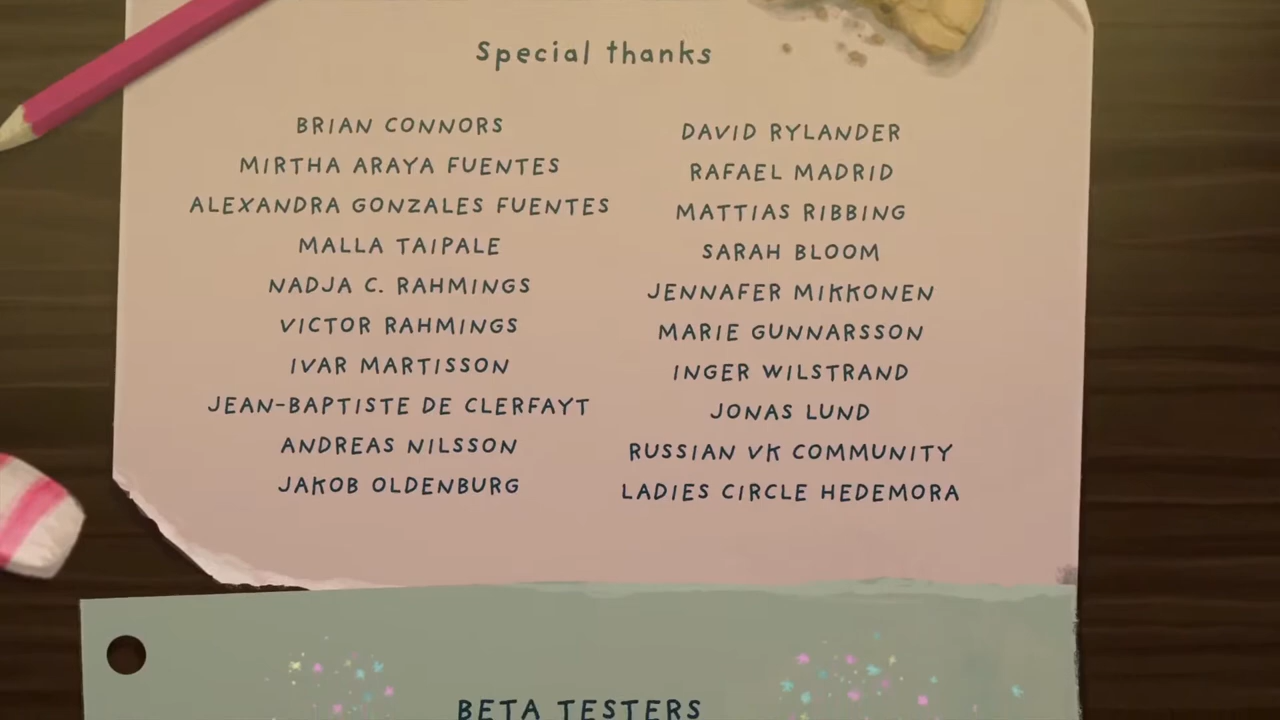 Special thanks
BRIAN CONNORS
MIRTHA ARAYA FUENTES
ALEXANDRA GONZALES FUENTES
MALLA TAIPALE
NADJA C. RAHMINGS
VICTOR RAHMINGS
IVAR MARTISSON
JEAN-BAPTISTE DE CLERFAYT
ANDREAS NILSSON
JAKOB OLDENBURG
DAVID RYLANDER
RAFAEL MADRID
MATTIAS RIBBING
SARAH BLOOM
JENNAFER MIKKONEN
MARIE GUNNARSSON
INGER WILSTRAND
JONAS LUND
RUSSIAN VK COMMUNITY
LADIES CIRCLE HEDEMORA
BETA TESTERS